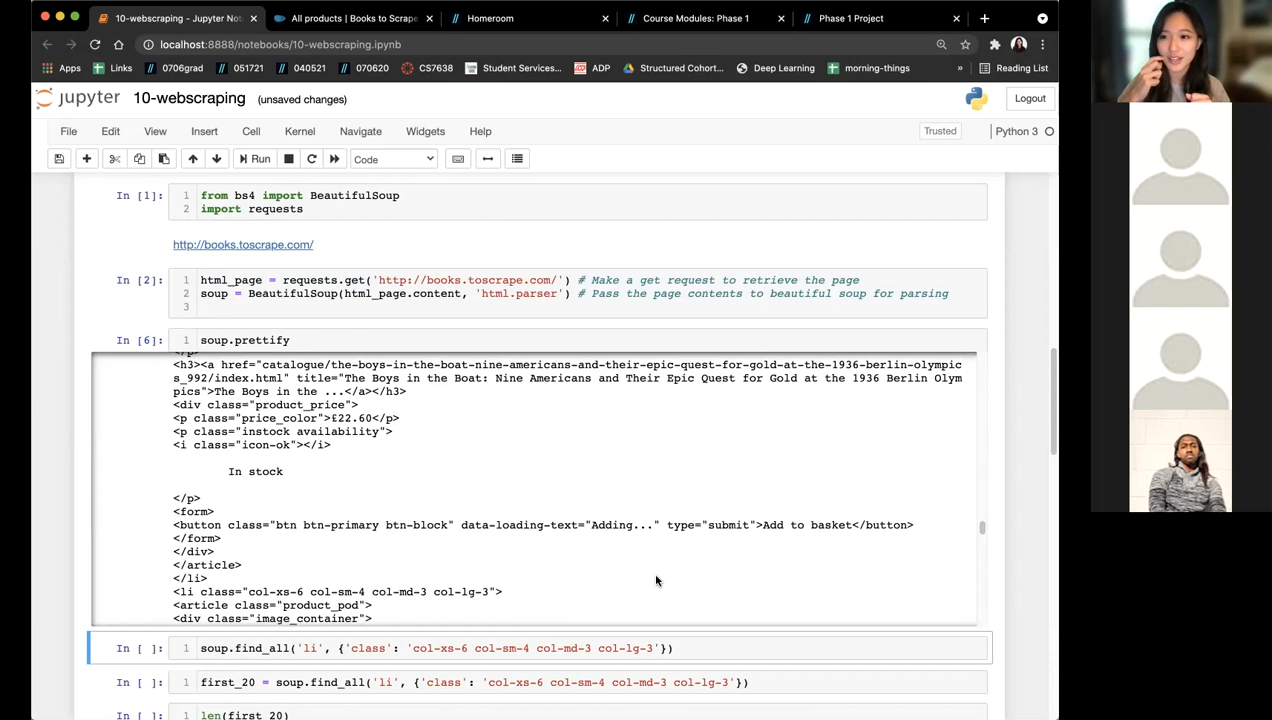 10-webscraping - Jupyter Not
All products | Books to Scrape
Homeroom
Course Modules: Phase 1
Phase 1 Project
localhost:8888/notebooks/10-webscraping.ipynb
Apps
Links
0706grad
051721
040521
070620
CS7638
Student Services...
ADP
Structured Cohort...
Deep Learning
morning-things
»
Reading List
jupyter
10-webscraping
(unsaved changes)
Logout
File
Edit
View
Insert
Cell
Kernel
Navigate
Widgets
Help
Trusted
Python 3
Run
Code
In [1]:
1 from bs4 import BeautifulSoup
2 import requests
http://books.toscrape.com/
In [2]:
1 html_page = requests.get('http://books.toscrape.com/') # Make a get request to retrieve the page
2 soup = BeautifulSoup(html_page.content, 'html.parser') # Pass the page contents to beautiful soup for parsing
3
In [6]:
1 soup.prettify
</p>
<h3><a href="catalogue/the-boys-in-the-boat-nine-americans-and-their-epic-quest-for-gold-at-the-1936-berlin-olympic
s_992/index.html" title="The Boys in the Boat: Nine Americans and Their Epic Quest for Gold at the 1936 Berlin Olym
pics">The Boys in the ...</a></h3>
<div class="product_price">
<p class="price_color">£22.60</p>
<p class="instock availability">
<i class="icon-ok"></i>
In stock
</p>
<form>
<button class="btn btn-primary btn-block" data-loading-text="Adding..." type="submit">Add to basket</button>
</form>
</div>
</article>
</li>
<li class="col-xs-6 col-sm-4 col-md-3 col-lg-3">
<article class="product_pod">
<div class="image_container">
In [ ]:
1 soup.find_all('li', {'class': 'col-xs-6 col-sm-4 col-md-3 col-lg-3'})
In [ ]:
1 first_20 = soup.find_all('li', {'class': 'col-xs-6 col-sm-4 col-md-3 col-lg-3'})
In [ ]:
1 len(first_20)